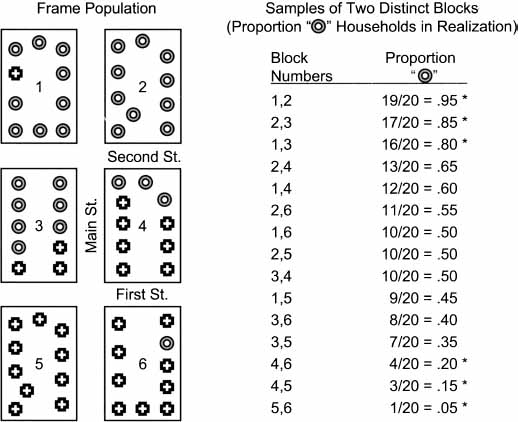 Frame Population
1
2
Second St.
3
Main St.
4
First St.
5
6
Samples of Two Distinct Blocks
(Proportion “◎” Households in Realization)
Block Numbers Proportion “◎”
1,2 19/20 = .95 *
2,3 17/20 = .85 *
1,3 16/20 = .80 *
2,4 13/20 = .65
1,4 12/20 = .60
2,6 11/20 = .55
1,6 10/20 = .50
2,5 10/20 = .50
3,4 10/20 = .50
1,5 9/20 = .45
3,6 8/20 = .40
3,5 7/20 = .35
4,6 4/20 = .20 *
4,5 3/20 = .15 *
5,6 1/20 = .05 *